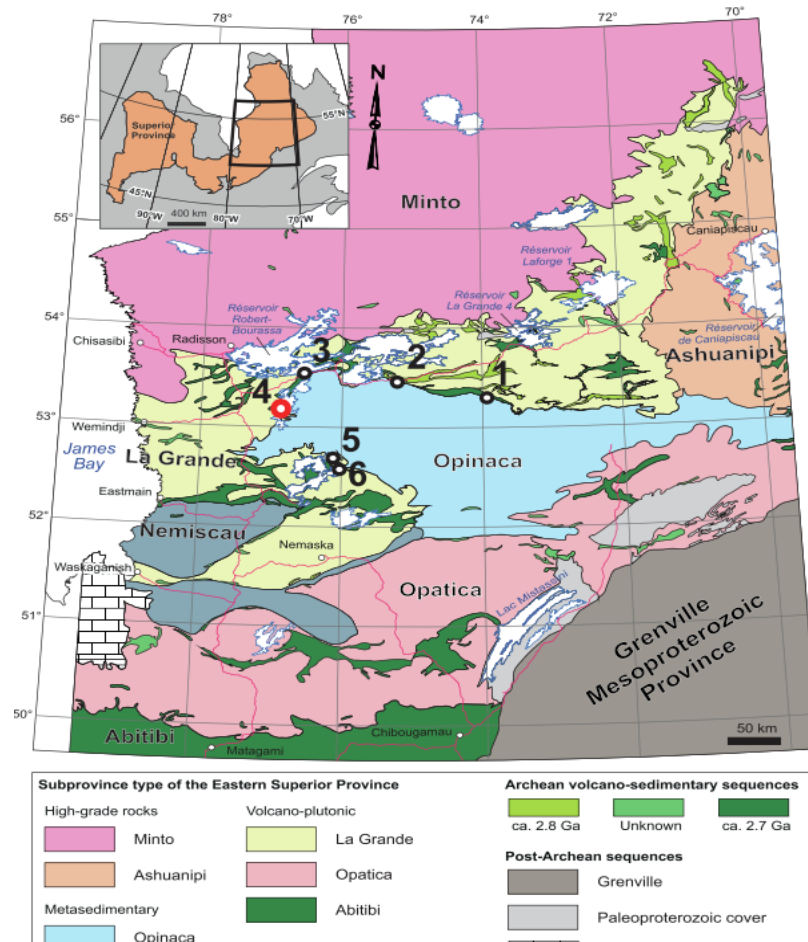 78°
76°
74°
72°
70°
N
55°N
Superior
Province
45°N
90°W
400 km
80°W
70°W
56°
Minto
55°
Caniapiscau
Réservoir
Laforge 1
Réservoir
La Grande 4
Réservoir
Robert-
Bourassa
54°
Chisasibi
Radisson
Réservoir
de Caniapiscau
Ashuanipi
3
2
4
1
53°
Wemindji
James
Bay
La Grande
5
6
Opinaca
Eastmain
52°
Nemiscau
Nemaska
Waskaganish
Opatica
Lac Mistassini
51°
Grenville
Mesoproterozoic
Province
50°
Abitibi
Matagami
Chibougamau
50 km
Subprovince type of the Eastern Superior Province
High-grade rocks
Minto
Ashuanipi
Metasedimentary
Opinaca
Volcano-plutonic
La Grande
Opatica
Abitibi
Archean volcano-sedimentary sequences
ca. 2.8 Ga
Unknown
ca. 2.7 Ga
Post-Archean sequences
Grenville
Paleoproterozoic cover